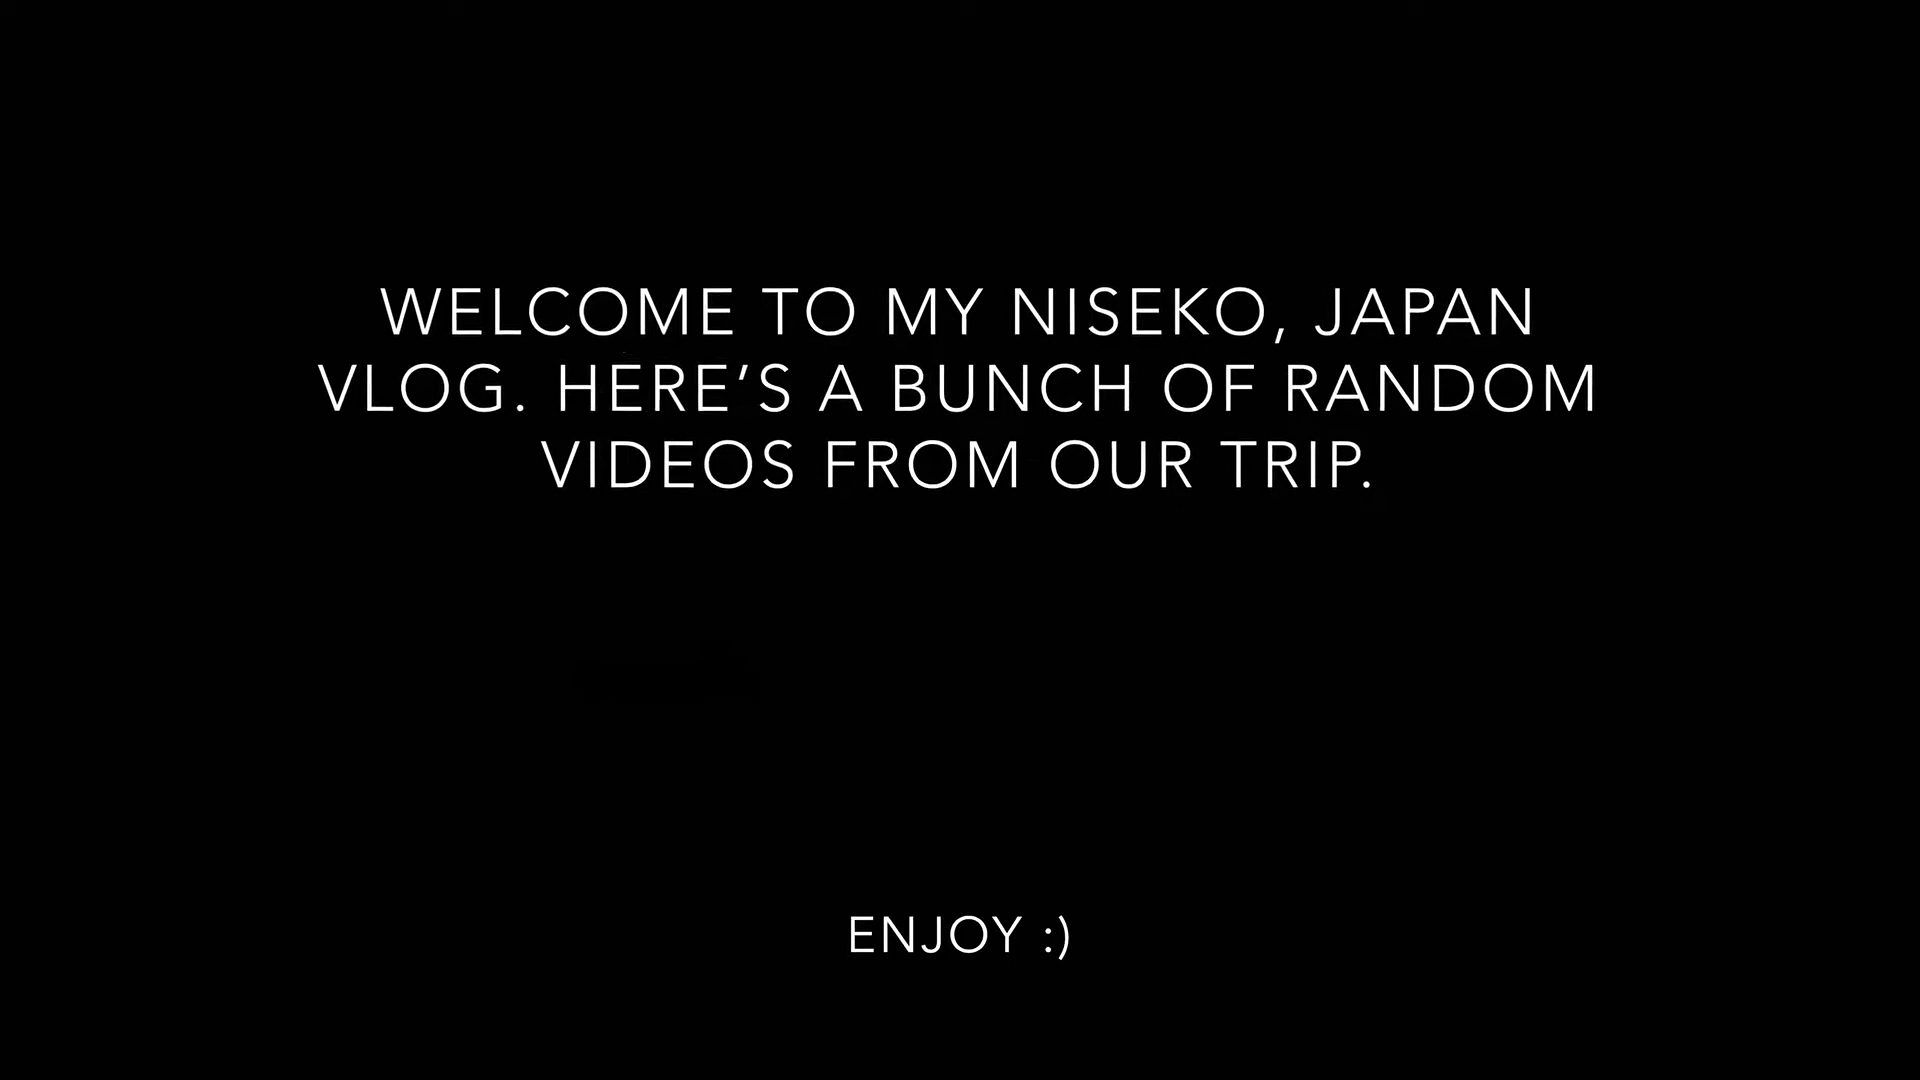 WELCOME TO MY NISEKO, JAPAN
VLOG. HERE’S A BUNCH OF RANDOM
VIDEOS FROM OUR TRIP.
ENJOY :)